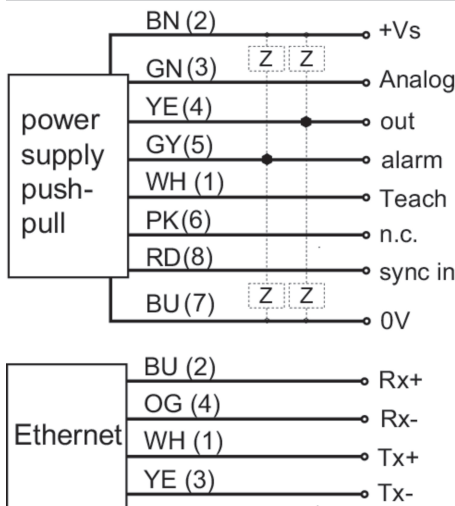 BN (2) +Vs
Z Z
GN (3) Analog
YE (4) out
GY(5) alarm
WH (1) Teach
PK(6) n.c.
RD(8) sync in
Z Z
BU(7) 0V
power
supply
push-
pull
BU (2) Rx+
OG (4) Rx-
WH (1) Tx+
YE (3) Tx-
Ethernet